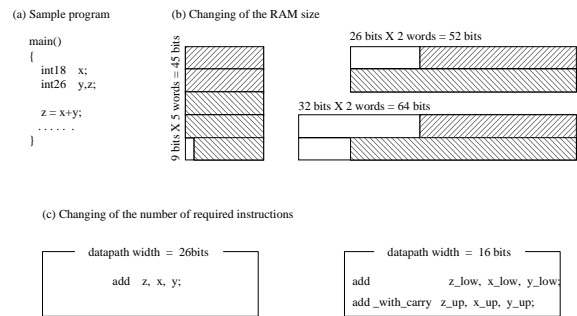 (a) Sample program
(b) Changing of the RAM size
main()
{
int18 x;
int26 y,z;
z = x+y;
. . . . . .
}
9 bits X 5 words = 45 bits
26 bits X 2 words = 52 bits
32 bits X 2 words = 64 bits
(c) Changing of the number of required instructions
datapath width = 26bits
add z, x, y;
datapath width = 16 bits
add z_low, x_low, y_low;
add _with_carry z_up, x_up, y_up;